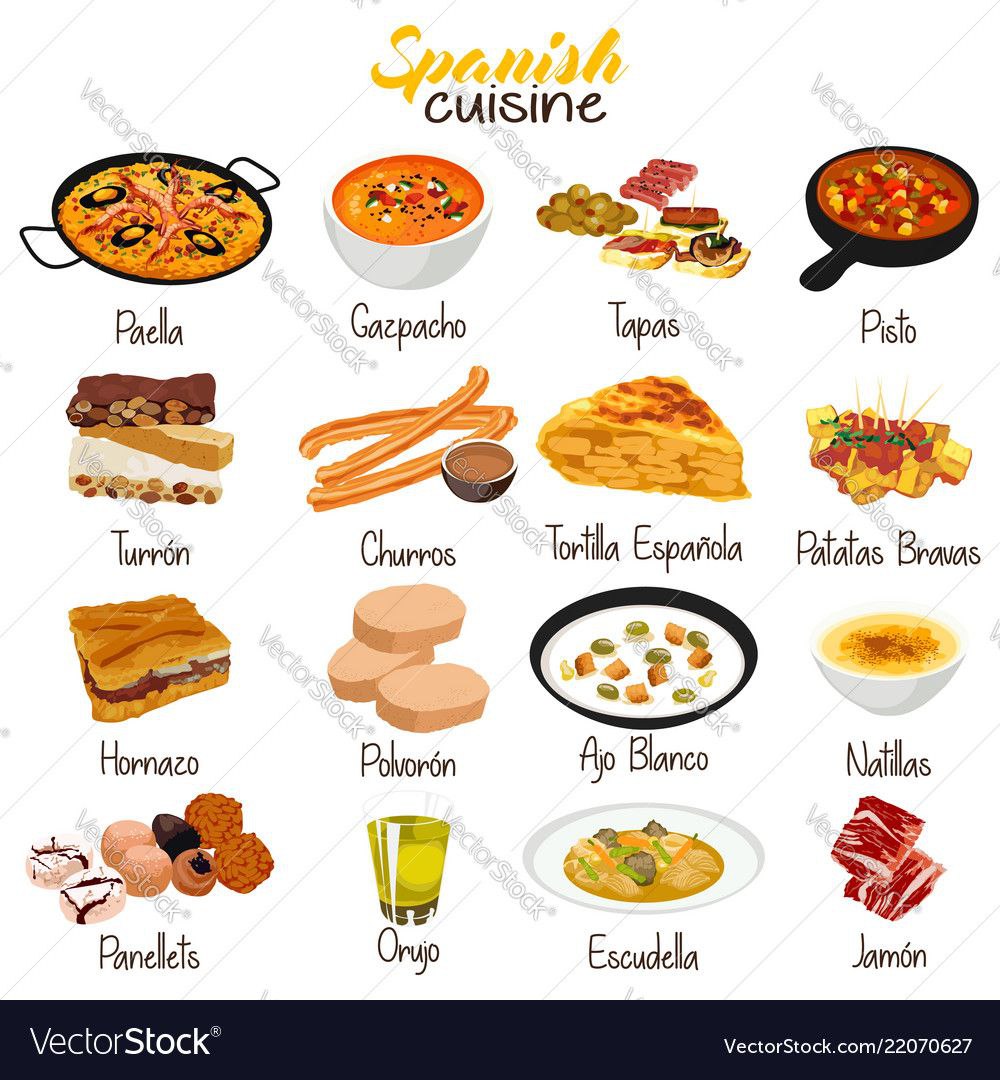 Spanish
cuisine
Paella
Gazpacho
Tapas
Pisto
Turrón
Churros
Tortilla Española
Patatas Bravas
Hornazo
Polvorón
Ajo Blanco
Natillas
Panellets
Orujo
Escudella
Jamón
VectorStock®
VectorStock.com/22070627